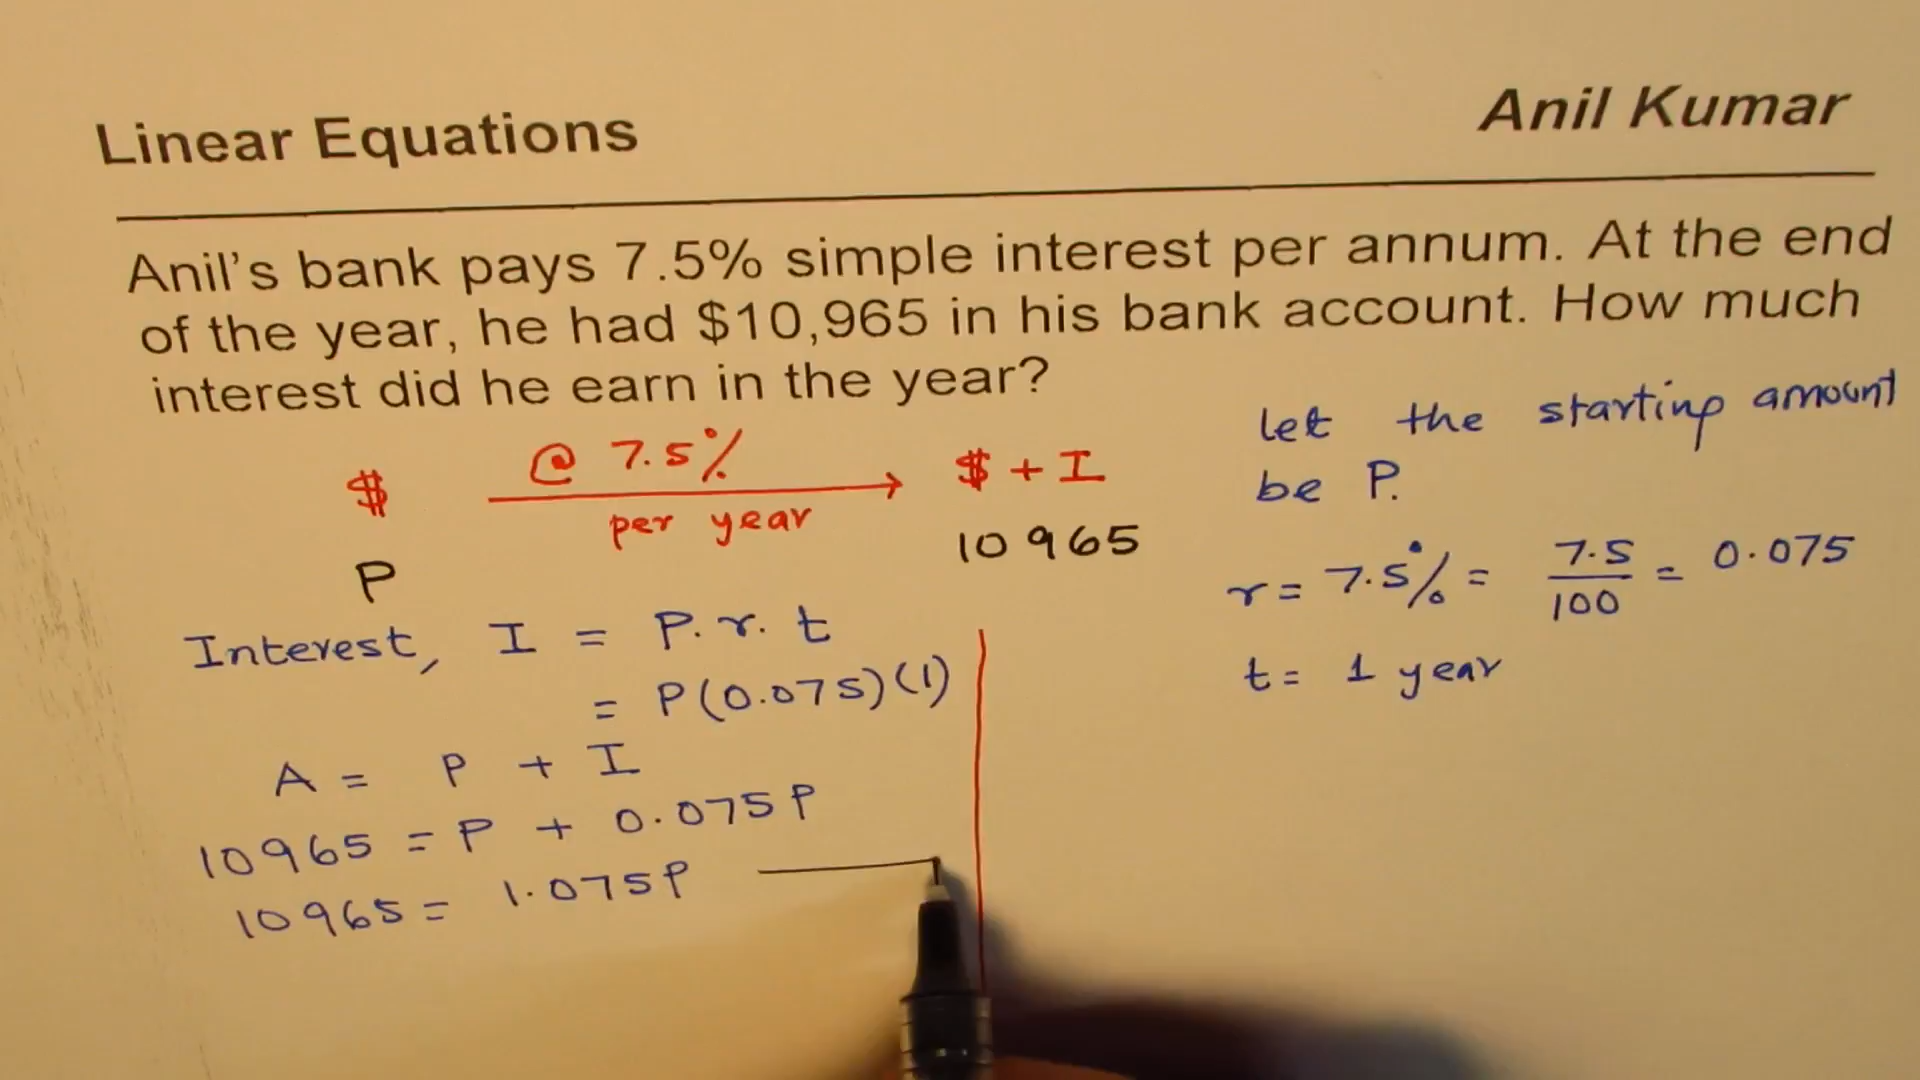 Linear Equations
Anil Kumar
Anil's bank pays 7.5% simple interest per annum. At the end
of the year, he had $10,965 in his bank account. How much
interest did he earn in the year?
$ @ 7.5% $ + I
per year
P 10965
Interest, I = P. r. t
= P(0.075)(1)
A = P + I
10965 = P + 0.075P
10965 = 1.075P
let the starting amount
be P.
r = 7.5% = 7.5/100 = 0.075
t = 1 year